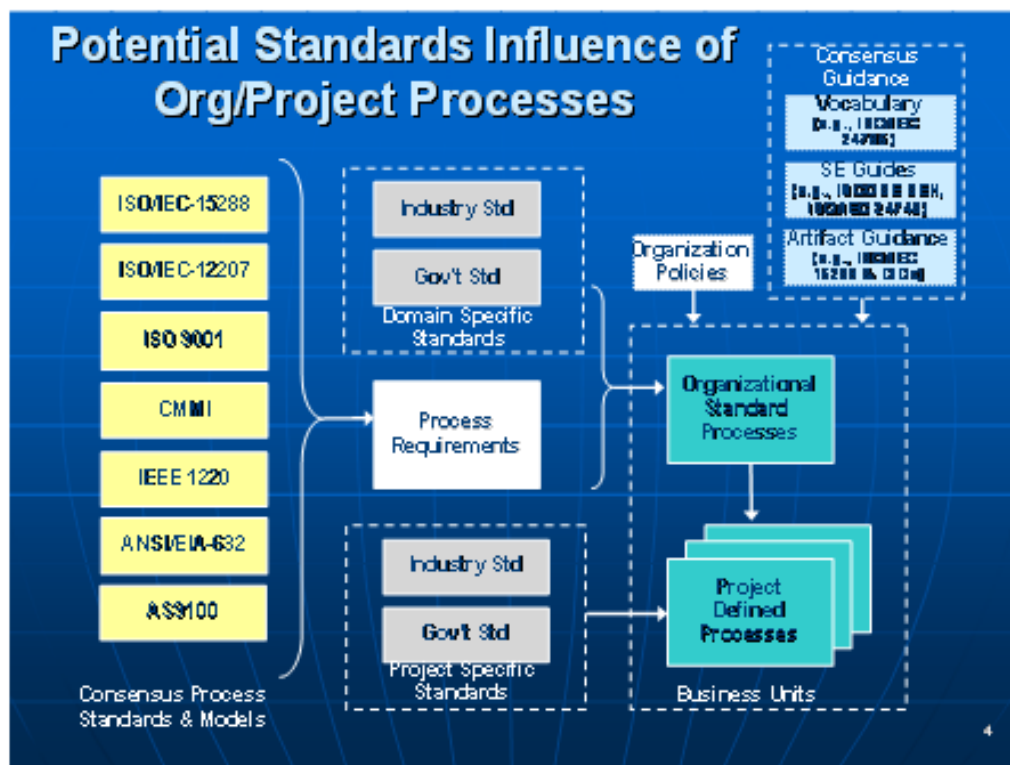 Potential Standards Influence of
Org/Project Processes
Consensus
Guidance
Vocabulary
SE Guides
Artifact Guidance
ISO/IEC-15288
ISO/IEC-12207
ISO 9001
CMMI
IEEE 1220
ANSI/EIA-632
AS9100
Consensus Process
Standards & Models
Industry Std
Gov't Std
Domain Specific
Standards
Process
Requirements
Industry Std
Gov't Std
Project Specific
Standards
Organization
Policies
Organizational
Standard
Processes
Project
Defined
Processes
Business Units
4